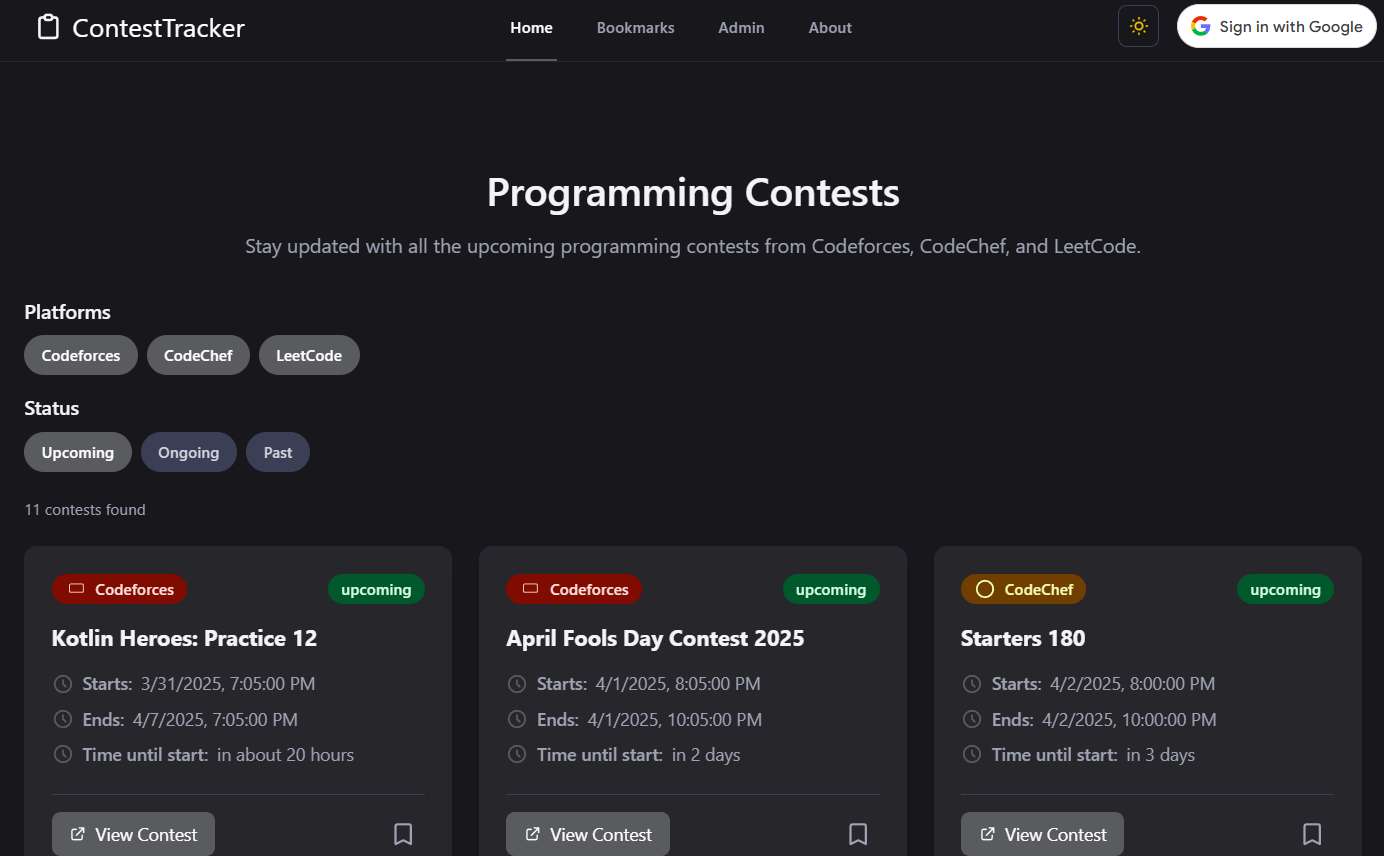 ContestTracker
Home Bookmarks Admin About
Sign in with Google
Programming Contests
Stay updated with all the upcoming programming contests from Codeforces, CodeChef, and LeetCode.
Platforms
Codeforces CodeChef LeetCode
Status
Upcoming Ongoing Past
11 contests found
Codeforces upcoming
Kotlin Heroes: Practice 12
Starts: 3/31/2025, 7:05:00 PM
Ends: 4/7/2025, 7:05:00 PM
Time until start: in about 20 hours
View Contest
Codeforces upcoming
April Fools Day Contest 2025
Starts: 4/1/2025, 8:05:00 PM
Ends: 4/1/2025, 10:05:00 PM
Time until start: in 2 days
View Contest
CodeChef upcoming
Starters 180
Starts: 4/2/2025, 8:00:00 PM
Ends: 4/2/2025, 10:00:00 PM
Time until start: in 3 days
View Contest